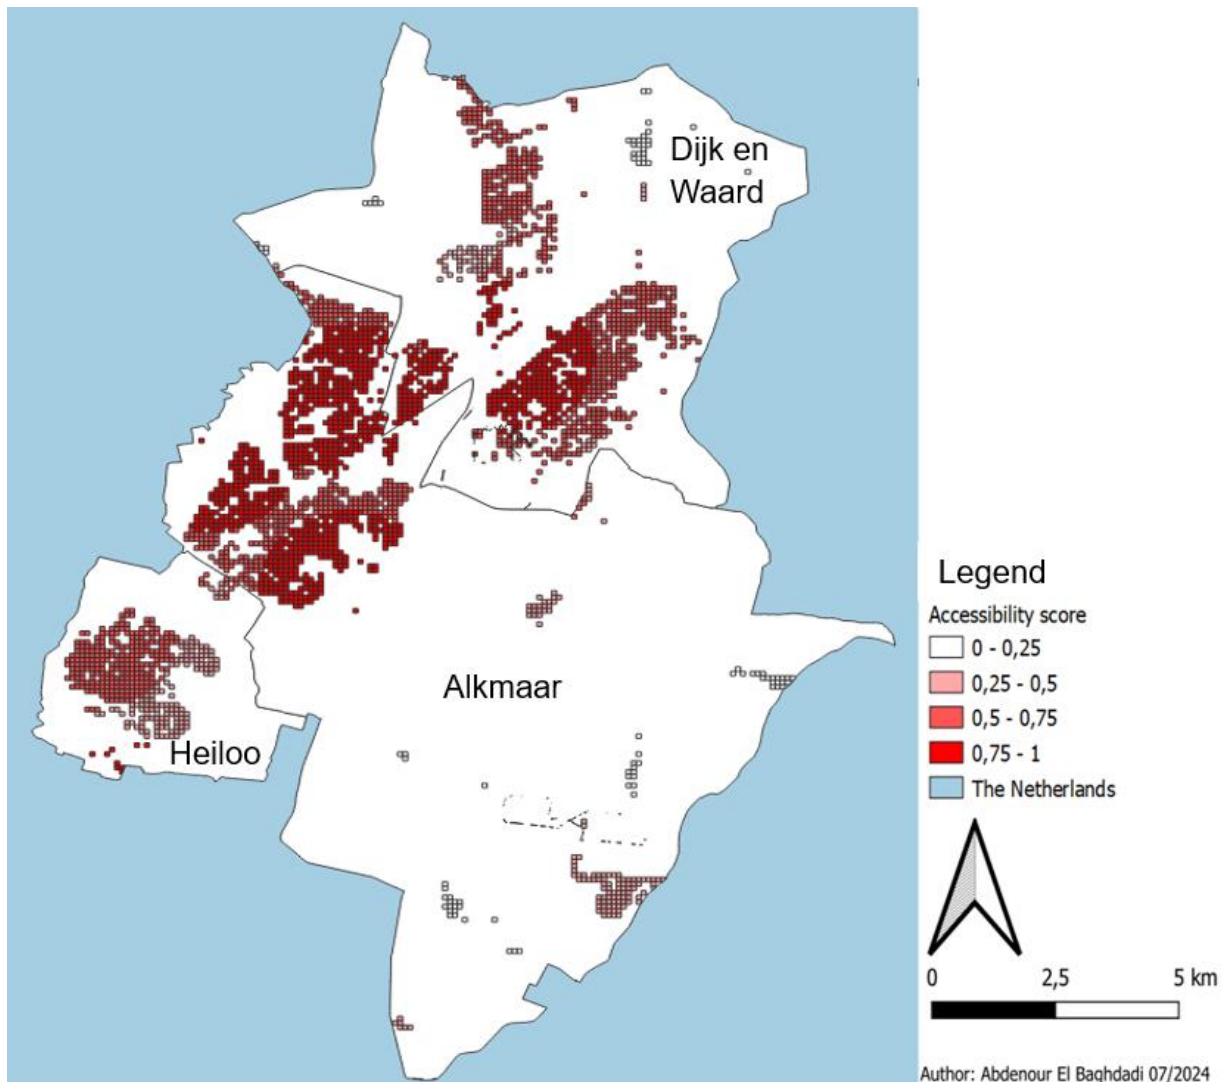 Dijk en
Waard
Alkmaar
Heiloo
Legend
Accessibility score
0 - 0,25
0,25 - 0,5
0,5 - 0,75
0,75 - 1
The Netherlands
0 2,5 5 km
Author: Abdenour El Baghdadi 07/2024